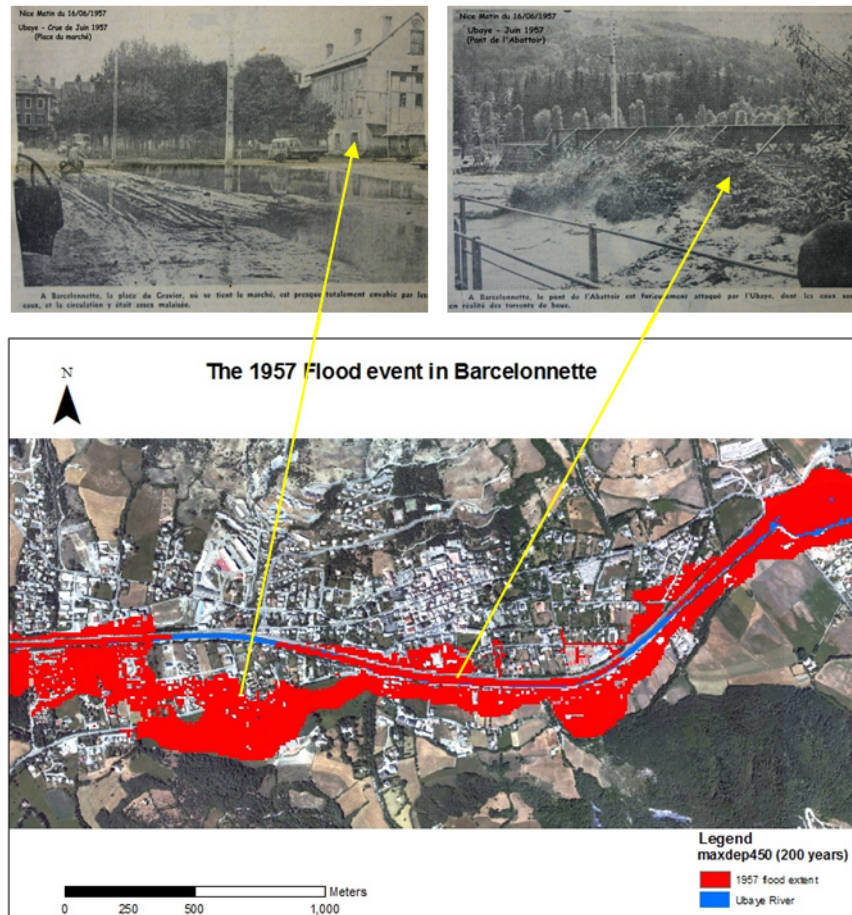 Nice Matin du 16/06/1957
Ubaye - Crue de Juin 1957
(Place du marché)
A Barcelonnette, la place du Gravier, où se tient le marché, est presque totalement envahie par les
eaux, et la circulation y était assez malaisée.
Nice Matin du 16/06/1957
Ubaye - Juin 1957
(Pont de l'Abattoir)
A Barcelonnette, le pont de l'Abattoir est furieusement attaqué par l'Ubaye, dont les eaux son
en réalité des torrents de boue.
The 1957 Flood event in Barcelonnette
N
Legend
maxdep450 (200 years)
1957 flood extent
Ubaye River
Meters
0 250 500 1,000